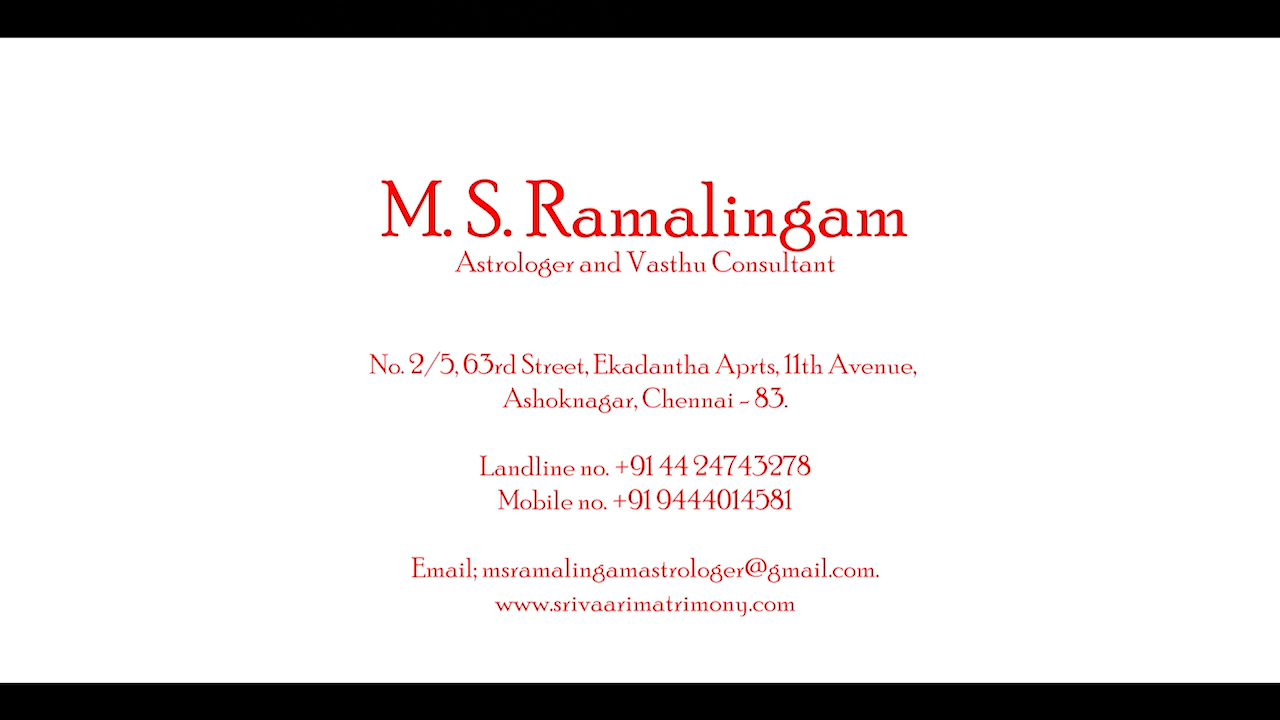 M. S. Ramalingam
Astrologer and Vasthu Consultant
No. 2/5, 63rd Street, Ekadantha Aprts, 11th Avenue,
Ashoknagar, Chennai - 83.
Landline no. +91 44 24743278
Mobile no. +91 9444014581
Email; msramalingamastrologer@gmail.com.
www.srivaarimatrimony.com